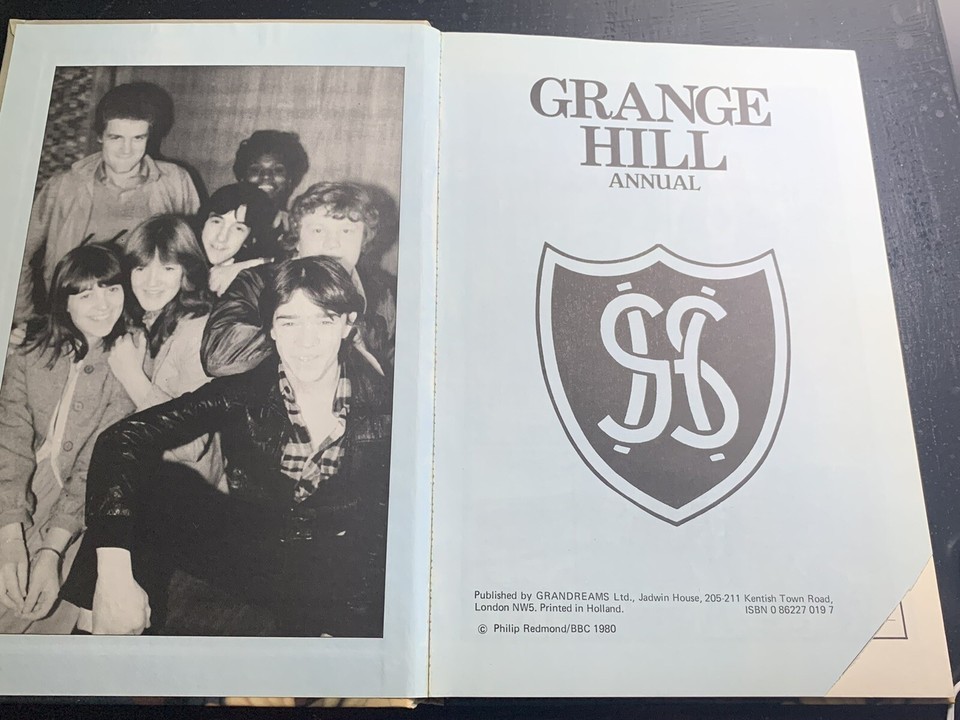 GRANGE
HILL
ANNUAL
Published by GRANDREAMS Ltd., Jadwin House, 205-211 Kentish Town Road,
London NW5. Printed in Holland. ISBN 0 86227 019 7
© Philip Redmond/BBC 1980